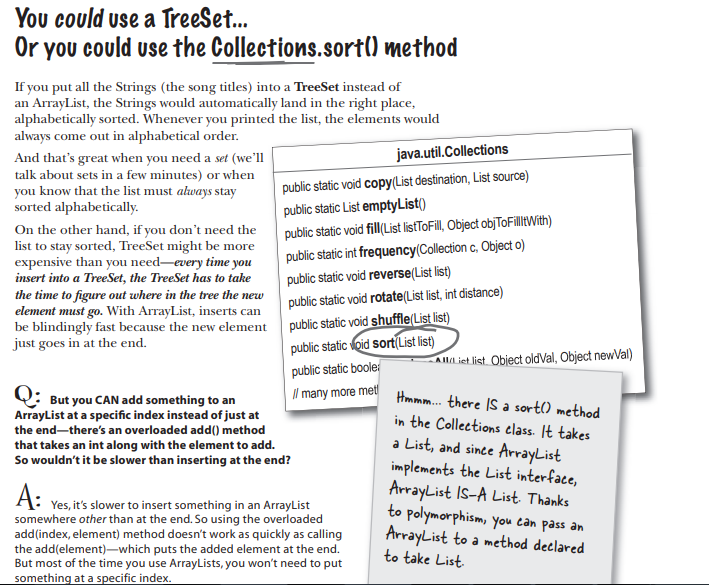 You could use a TreeSet...
Or you could use the Collections.sort() method
If you put all the Strings (the song titles) into a TreeSet instead of
an ArrayList, the Strings would automatically land in the right place,
alphabetically sorted. Whenever you printed the list, the elements would
always come out in alphabetical order.
And that's great when you need a set (we'll
talk about sets in a few minutes) or when
you know that the list must always stay
sorted alphabetically.
On the other hand, if you don't need the
list to stay sorted, TreeSet might be more
expensive than you need—every time you
insert into a TreeSet, the TreeSet has to take
the time to figure out where in the tree the new
element must go. With ArrayList, inserts can
be blindingly fast because the new element
just goes in at the end.
java.util.Collections
public static void copy(List destination, List source)
public static List emptyList()
public static void fill(List listToFill, Object objToFillItWith)
public static int frequency(Collection c, Object o)
public static void reverse(List list)
public static void rotate(List list, int distance)
public static void shuffle(List list)
public static void sort(List list)
public static boolea All(List list, Object oldVal, Object newVal)
// many more met
Hmmm... there IS a sort() method
in the Collections class. It takes
a List, and since ArrayList
implements the List interface,
ArrayList IS-A List. Thanks
to polymorphism, you can pass an
ArrayList to a method declared
to take List.
Q: But you CAN add something to an
ArrayList at a specific index instead of just at
the end—there's an overloaded add() method
that takes an int along with the element to add.
So wouldn't it be slower than inserting at the end?
A: Yes, it's slower to insert something in an ArrayList
somewhere other than at the end. So using the overloaded
add(index, element) method doesn't work as quickly as calling
the add(element)—which puts the added element at the end.
But most of the time you use ArrayLists, you won't need to put
something at a specific index.